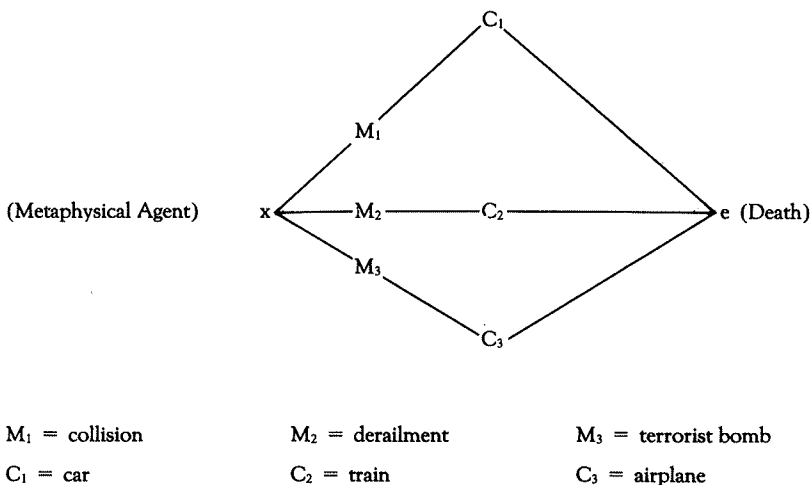 C₁
M₁
(Metaphysical Agent) x M₂ C₂ e (Death)
M₃
C₃
M₁ = collision M₂ = derailment M₃ = terrorist bomb
C₁ = car C₂ = train C₃ = airplane